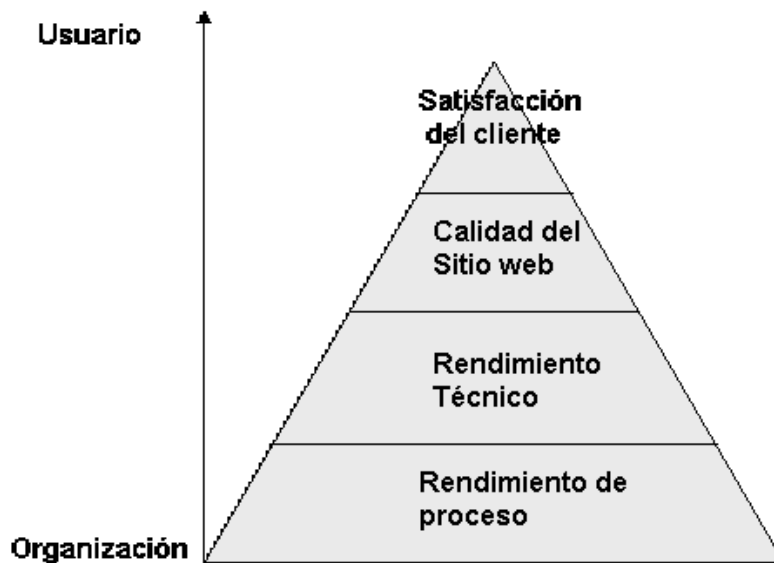 Usuario
Satisfacción
del cliente
Calidad del
Sitio web
Rendimiento
Técnico
Rendimiento de
proceso
Organización